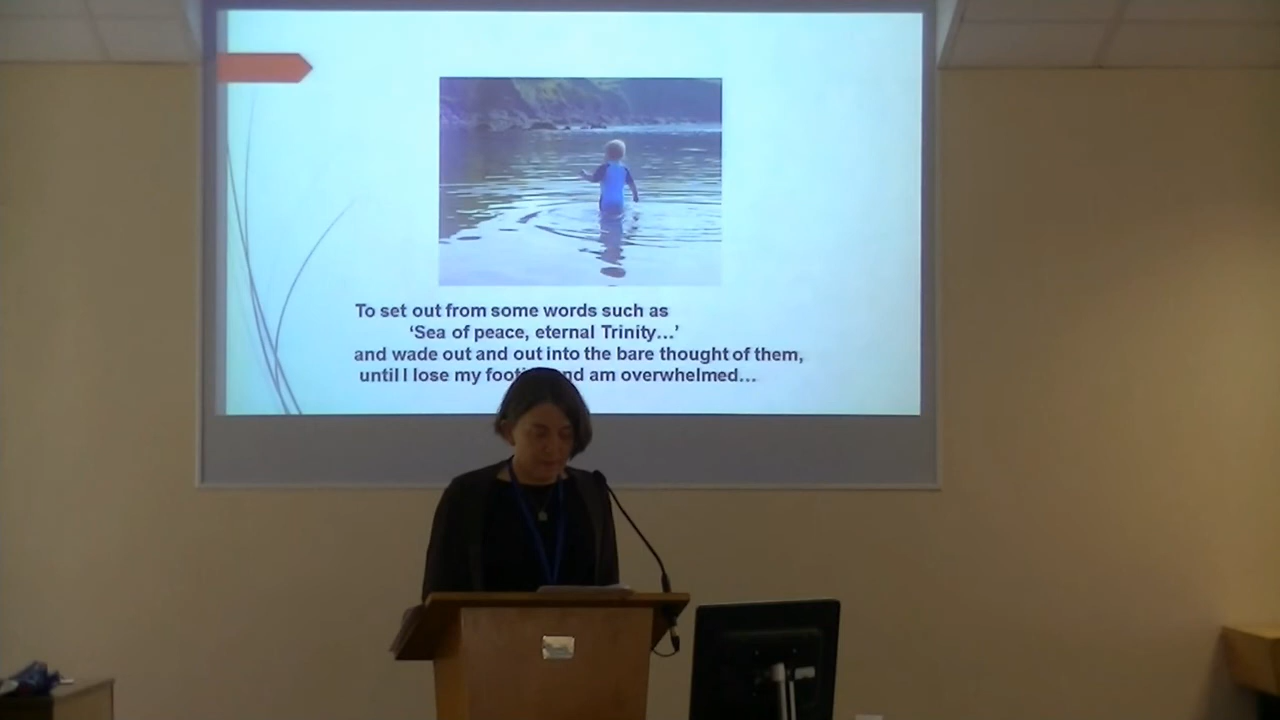 To set out from some words such as
‘Sea of peace, eternal Trinity…’
and wade out and out into the bare thought of them,
until I lose my nd am overwhelmed…